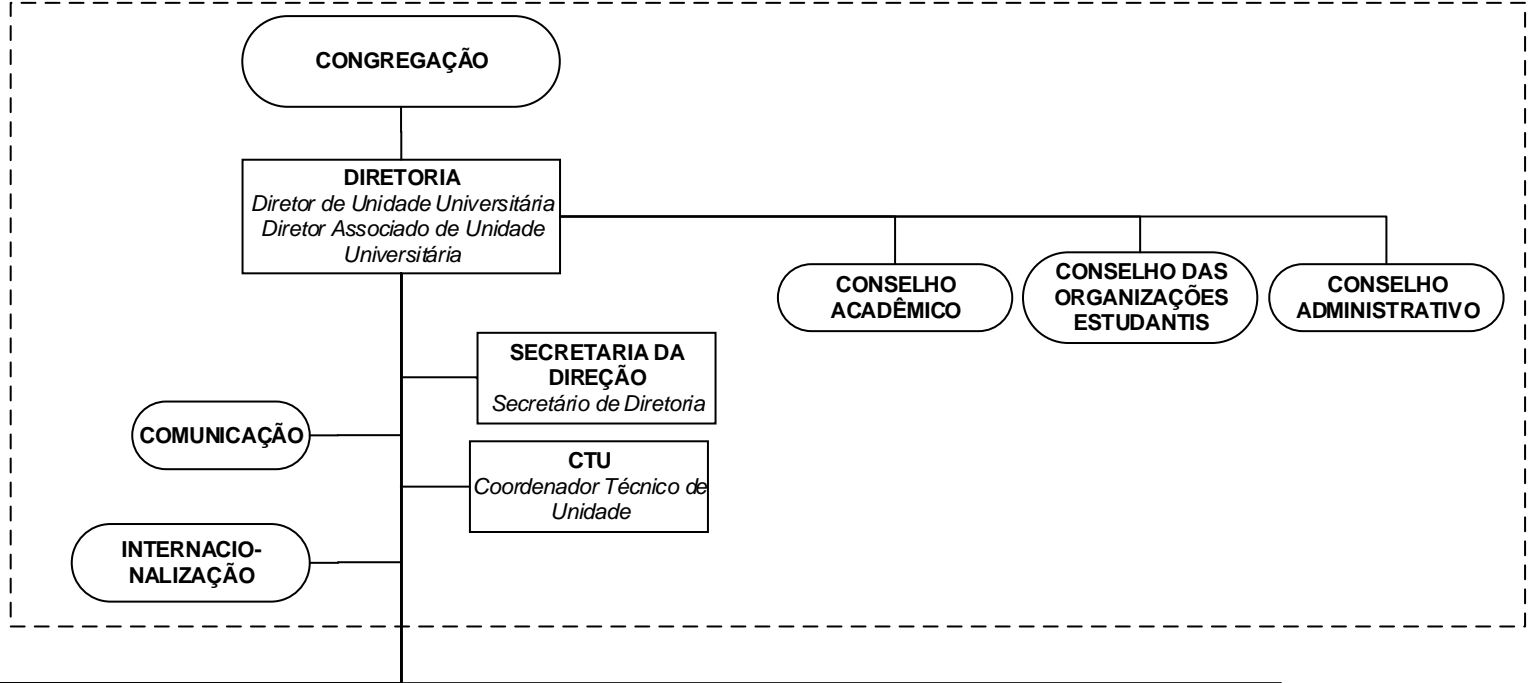 CONGREGAÇÃO
DIRETORIA
Diretor de Unidade Universitária
Diretor Associado de Unidade
Universitária
CONSELHO
ACADÊMICO
CONSELHO DAS
ORGANIZAÇÕES
ESTUDANTIS
CONSELHO
ADMINISTRATIVO
SECRETARIA DA
DIREÇÃO
Secretário de Diretoria
COMUNICAÇÃO
CTU
Coordenador Técnico de
Unidade
INTERNACIO-
NALIZAÇÃO